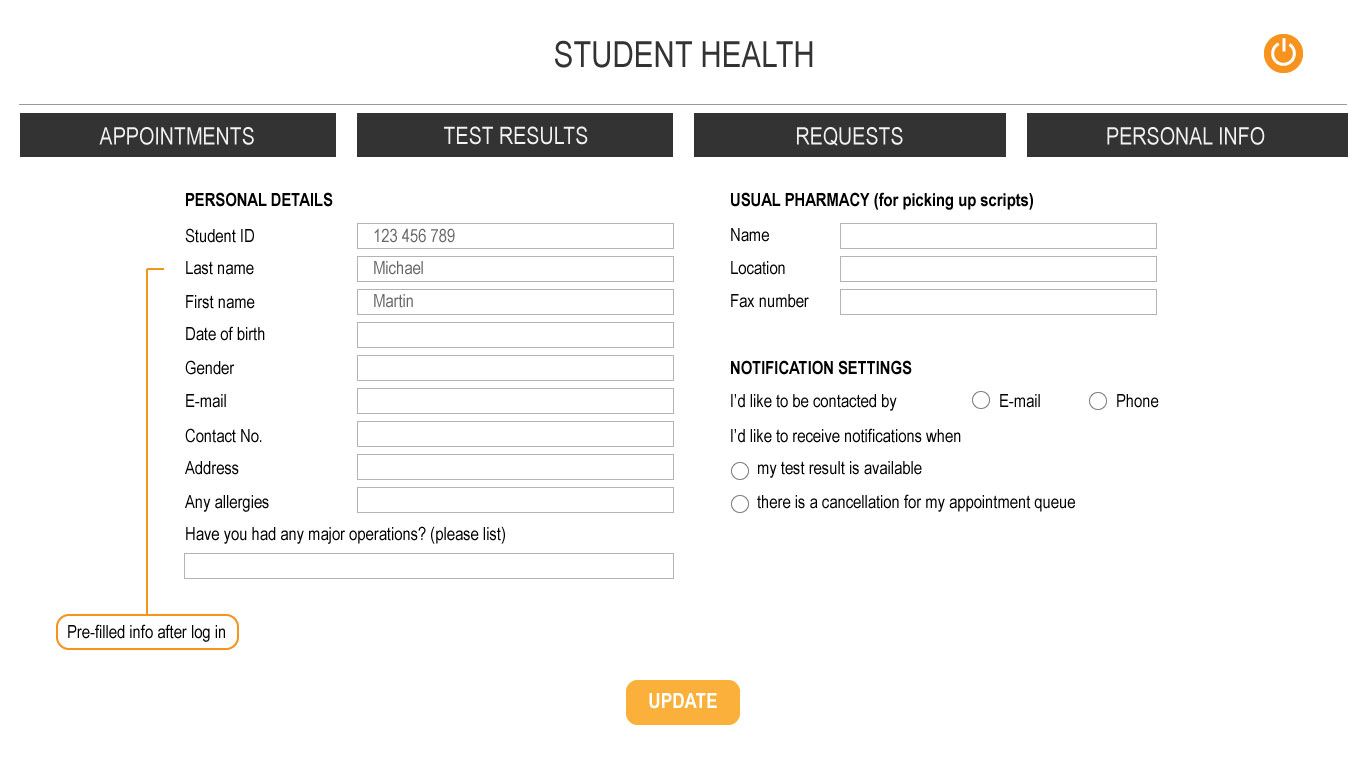 STUDENT HEALTH
APPOINTMENTS
TEST RESULTS
REQUESTS
PERSONAL INFO
PERSONAL DETAILS
Student ID 123 456 789
Last name Michael
First name Martin
Date of birth
Gender
E-mail
Contact No.
Address
Any allergies
Have you had any major operations? (please list)
Pre-filled info after log in
USUAL PHARMACY (for picking up scripts)
Name
Location
Fax number
NOTIFICATION SETTINGS
I'd like to be contacted by E-mail Phone
I'd like to receive notifications when
my test result is available
there is a cancellation for my appointment queue
UPDATE